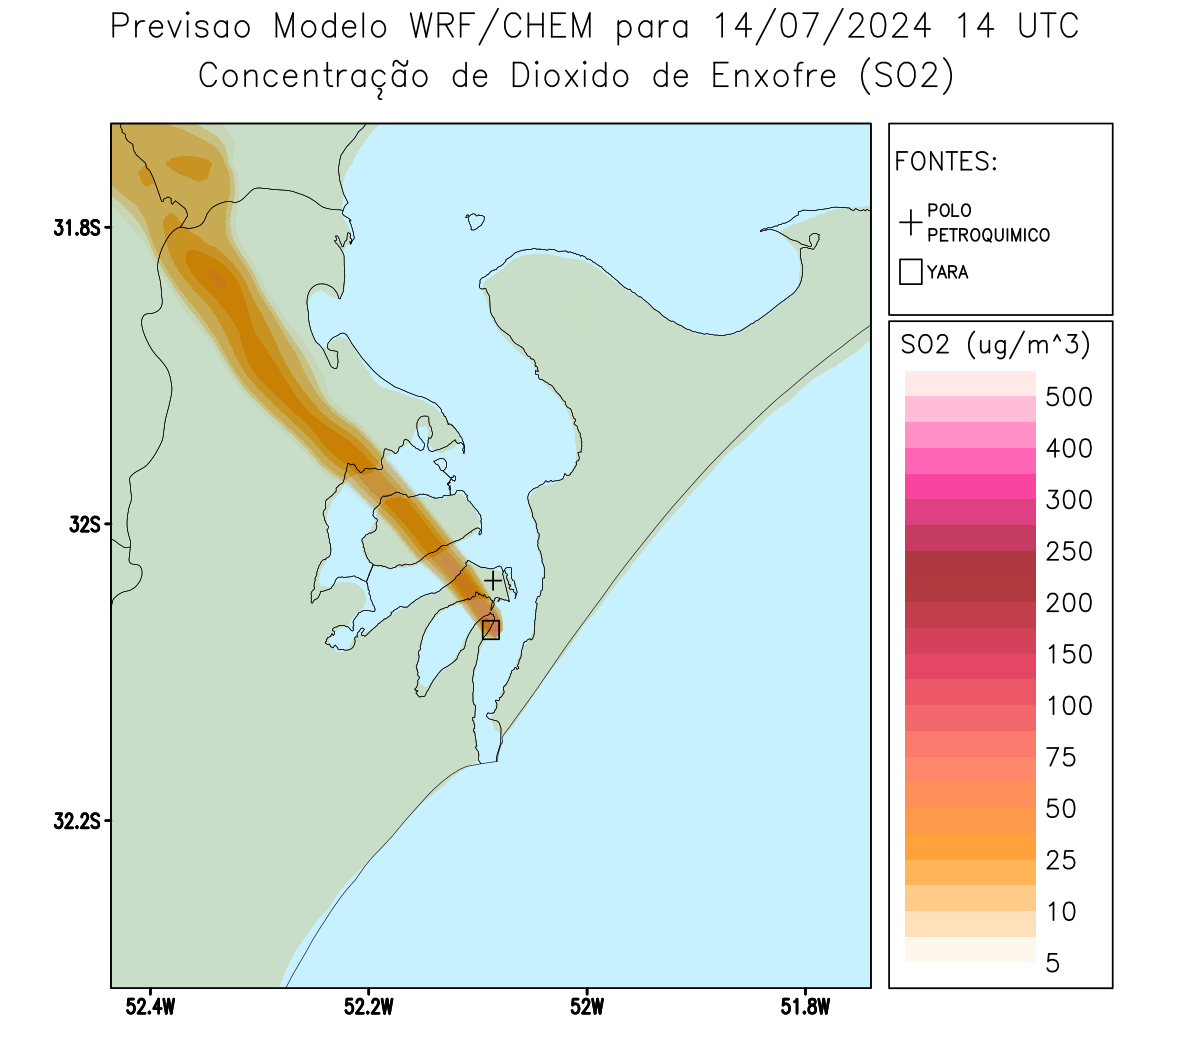 Previsao Modelo WRF/CHEM para 14/07/2024 14 UTC
Concentração de Dioxido de Enxofre (SO2)
FONTES:
POLO
PETROQUIMICO
YARA
SO2 (ug/m^3)
500
400
300
250
200
150
100
75
50
25
10
5
31.8S
32S
32.2S
52.4W
52.2W
52W
51.8W